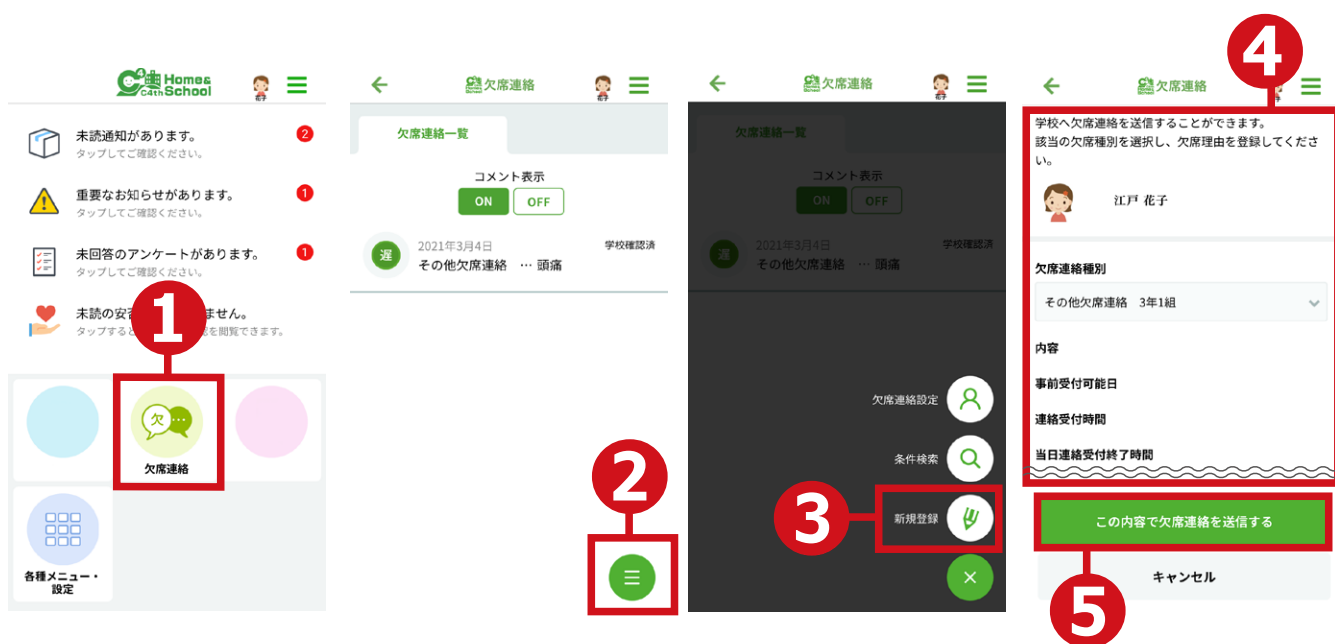 C4th Home& School
花子
未読通知があります。
2
タップしてご確認ください。
重要なお知らせがあります。
1
タップしてご確認ください。
未回答のアンケートがあります。
1
タップしてご確認ください。
未読の安
ません。
タップする
を閲覧できます。
1
欠
欠席連絡
各種メニュー・
設定
欠席連絡
花子
欠席連絡一覧
コメント表示
ON
OFF
遅
2021年3月4日
学校確認済
その他欠席連絡 … 頭痛
2
欠席連絡
花子
欠席連絡一覧
コメント表示
ON
OFF
遅
2021年3月4日
学校確認済
その他欠席連絡 … 頭痛
欠席連絡設定
条件検索
3
新規登録
4
欠席連絡
学校へ欠席連絡を送信することができます。
該当の欠席種別を選択し、欠席理由を登録してくださ
い。
江戸 花子
欠席連絡種別
その他欠席連絡 3年1組
内容
事前受付可能日
連絡受付時間
当日連絡受付終了時間
この内容で欠席連絡を送信する
キャンセル
5